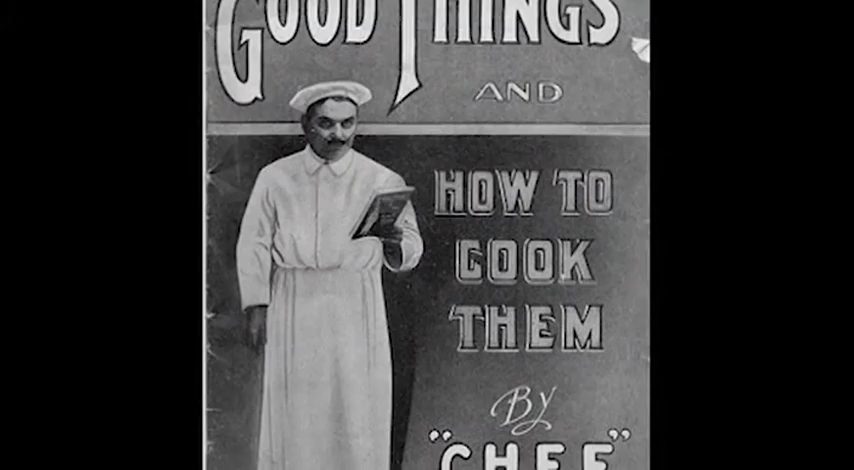 GOOD THINGS
AND
HOW TO
COOK
THEM
By
"CHEF"